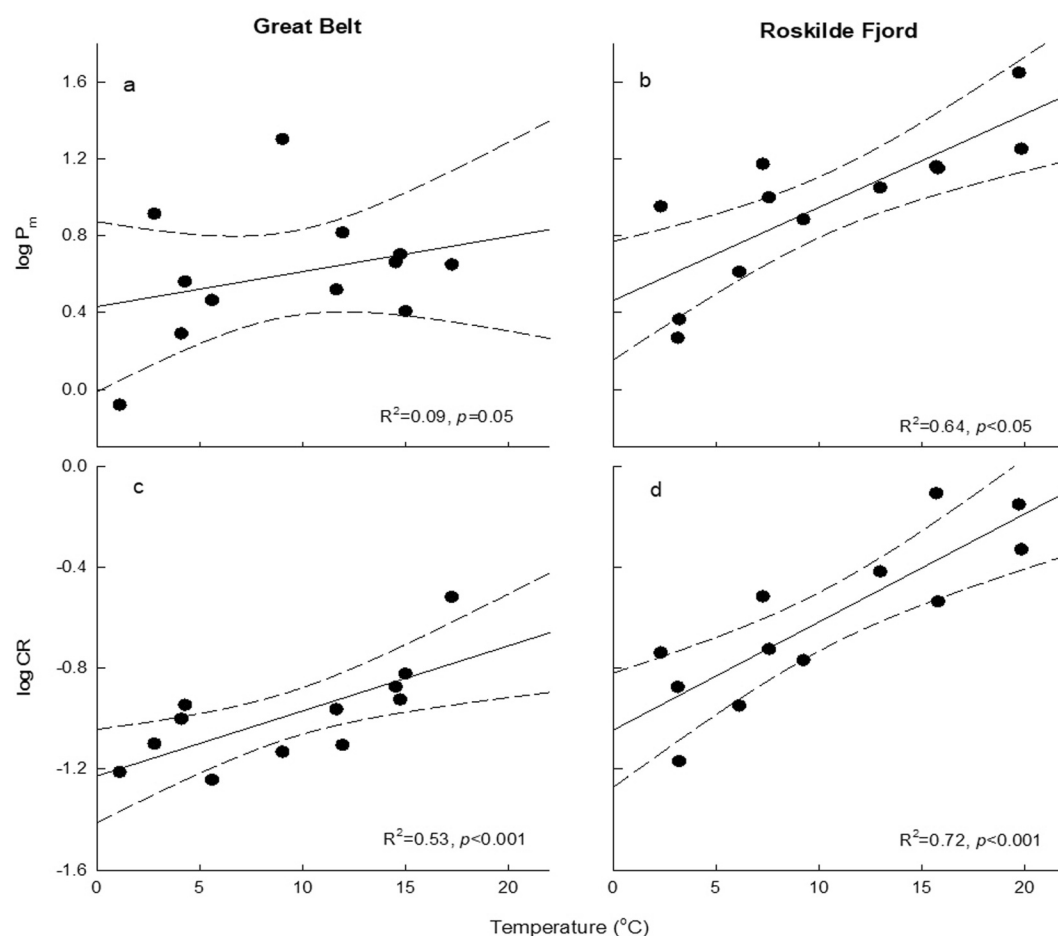 Great Belt
Roskilde Fjord
a
b
log Pm
1.6
1.2
0.8
0.4
0.0
R²=0.09, p=0.05
R²=0.64, p<0.05
c
d
log CR
0.0
-0.4
-0.8
-1.2
-1.6
R²=0.53, p<0.001
R²=0.72, p<0.001
0 5 10 15 20
0 5 10 15 20
Temperature (°C)